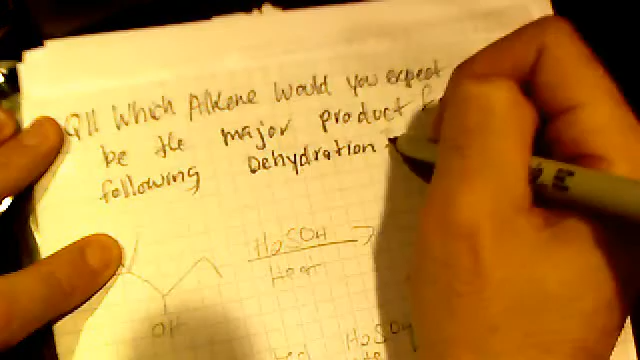 Q11 Which Alkene Would you expect
be the major product
following Dehydration
H2SO4
Heat
OH
H2SO4